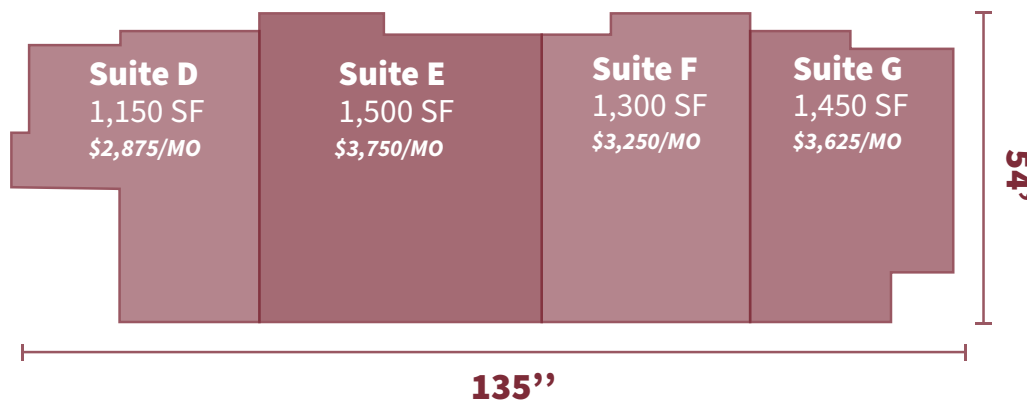 Suite D
1,150 SF
$2,875/MO
Suite E
1,500 SF
$3,750/MO
Suite F
1,300 SF
$3,250/MO
Suite G
1,450 SF
$3,625/MO
54’
135’’